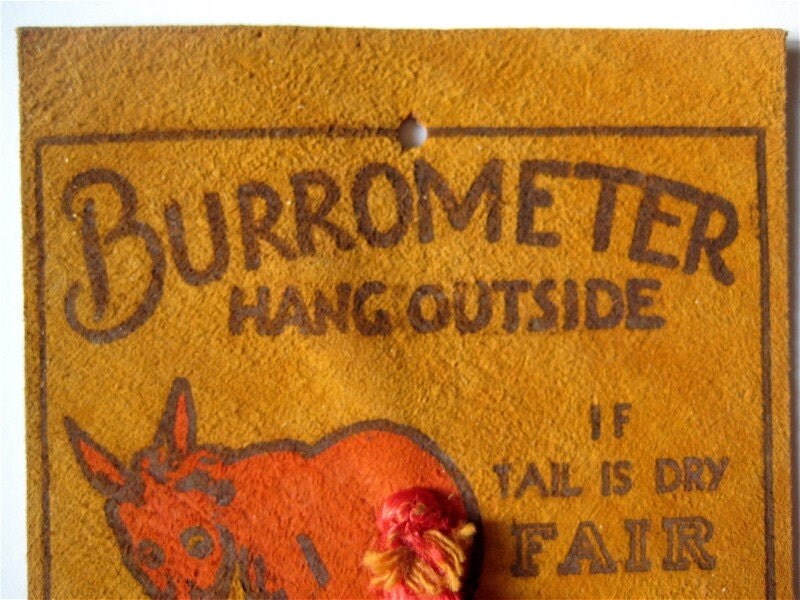 BURROMETER
HANG OUTSIDE
IF
TAIL IS DRY
FAIR